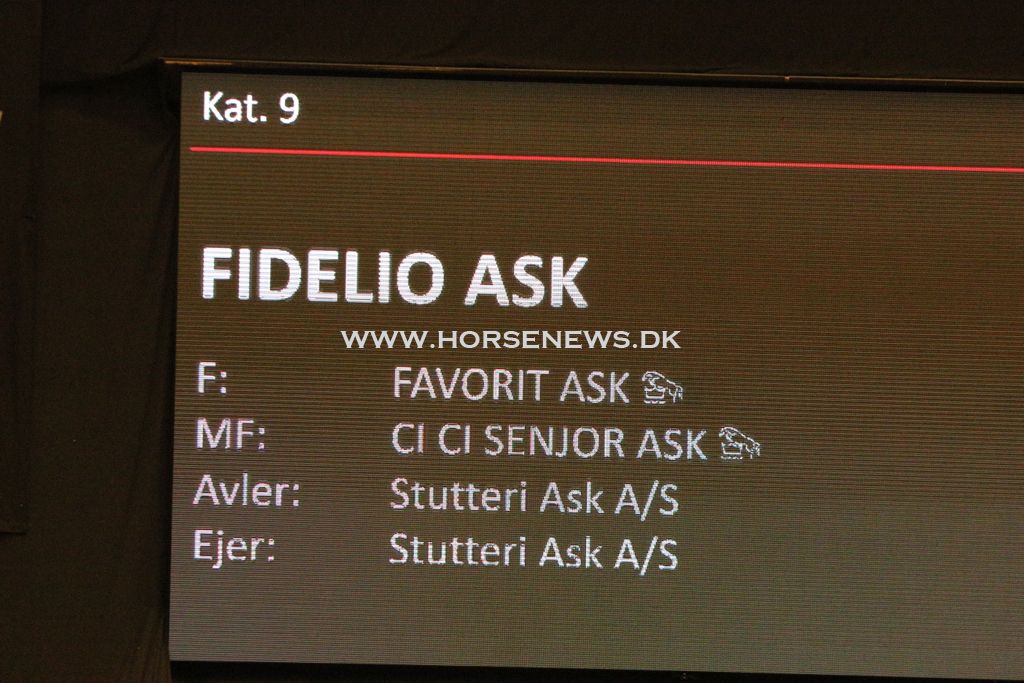 Kat. 9
FIDELIO ASK
WWW.HORSENEWS.DK
F: FAVORIT ASK
MF: CI CI SENJOR ASK
Avler: Stutteri Ask A/S
Ejer: Stutteri Ask A/S